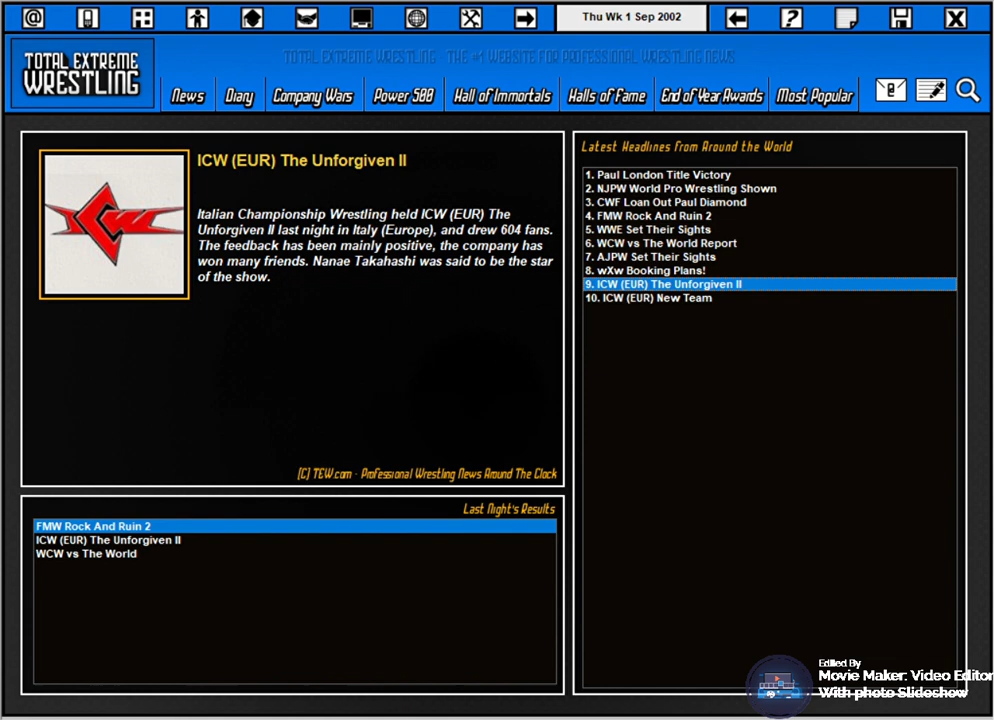 Thu Wk 1 Sep 2002
TOTAL EXTREME
WRESTLING
TOTAL EXTREME WRESTLING THE #1 WEBSITE FOR PROFESSIONAL WRESTLING NEWS
News
Diary
Company Wars
Power 500
Hall of Immortals
Halls of Fame
End of Year Awards
Most Popular
ICW (EUR) The Unforgiven II
Italian Championship Wrestling held ICW (EUR) The
Unforgiven II last night in Italy (Europe), and drew 604 fans.
The feedback has been mainly positive, the company has
won many friends. Nanae Takahashi was said to be the star
of the show.
(C) TEW.com - Professional Wrestling News Around The Clock
Last Night's Results
FMW Rock And Ruin 2
ICW (EUR) The Unforgiven II
WCW vs The World
Latest Headlines From Around the World
1. Paul London Title Victory
2. NJPW World Pro Wrestling Shown
3. CWF Loan Out Paul Diamond
4. FMW Rock And Ruin 2
5. WWE Set Their Sights
6. WCW vs The World Report
7. AJPW Set Their Sights
8. wXw Booking Plans!
9. ICW (EUR) The Unforgiven II
10. ICW (EUR) New Team
Edited By
Movie Maker: Video Editor
With photo Slideshow